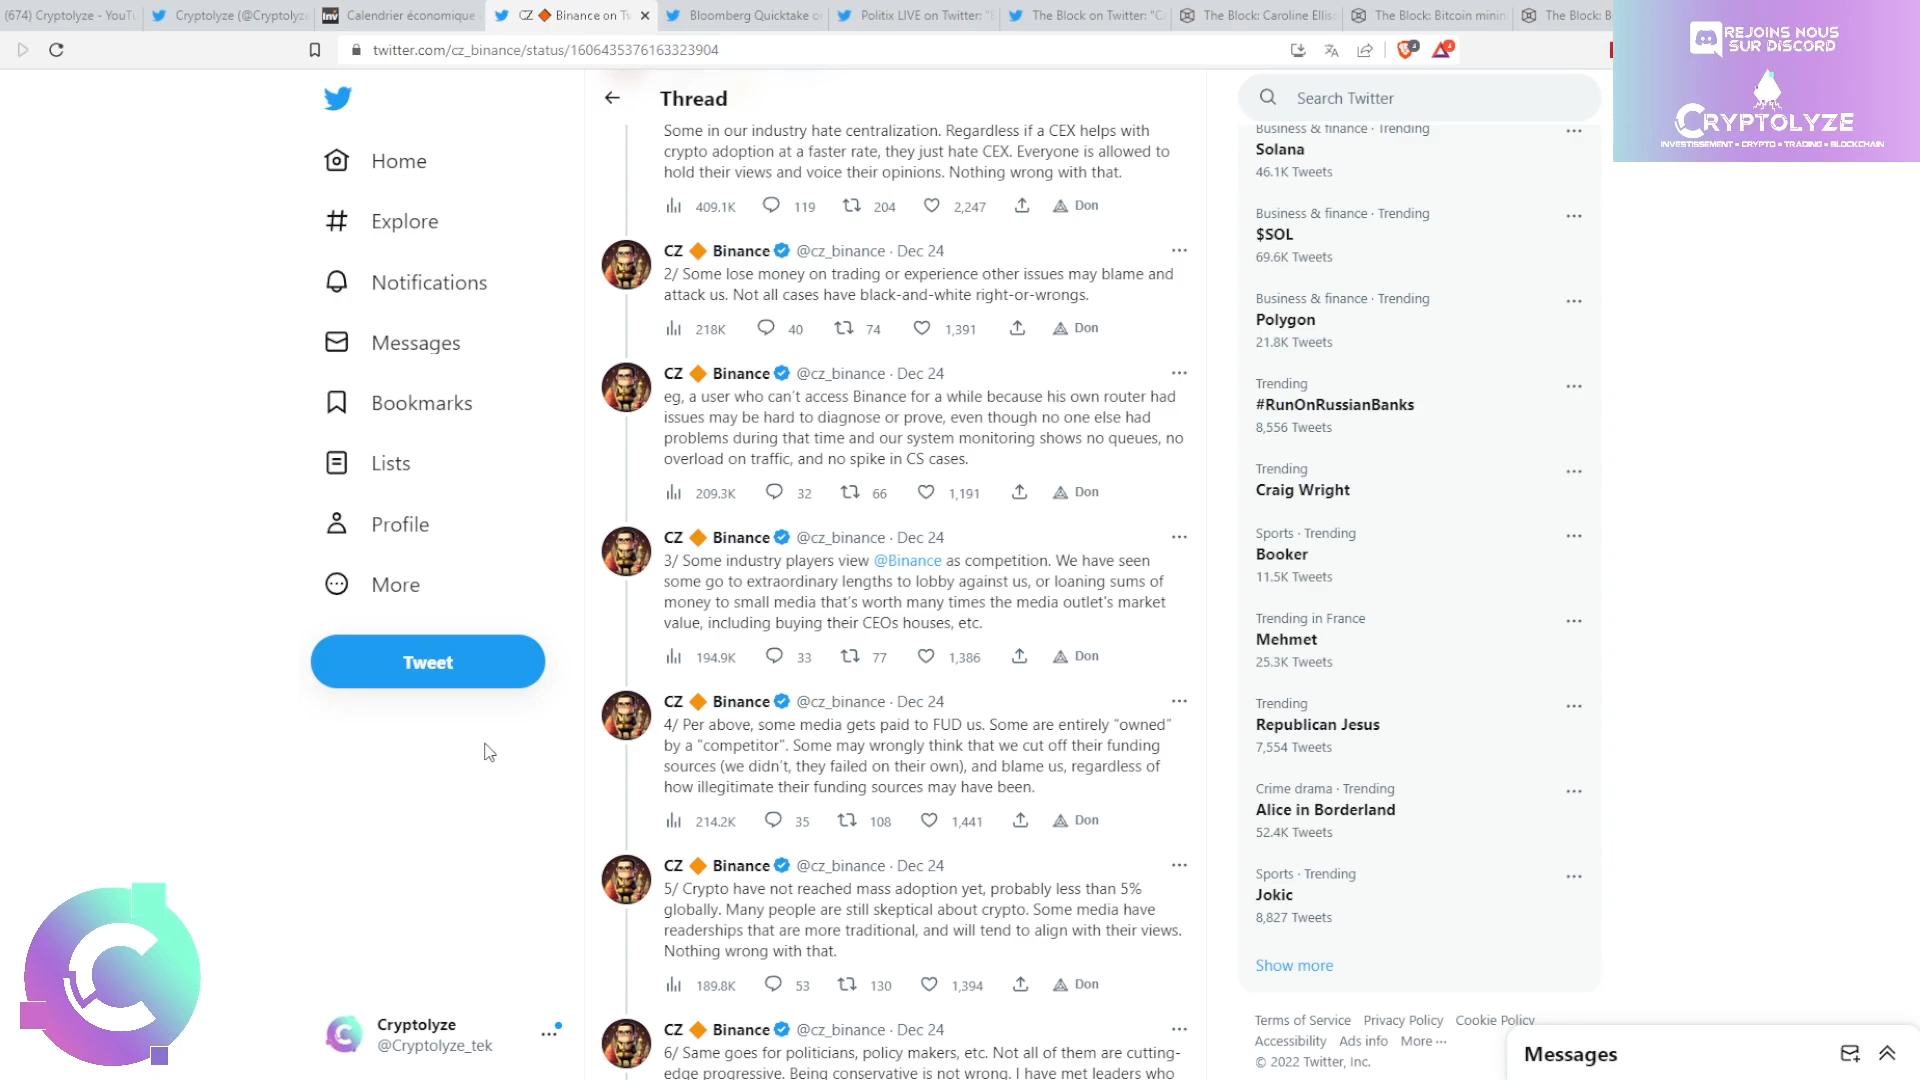 (674) Cryptolyze - YouTu
Cryptolyze (@Cryptolyze
Calendrier économique
CZ 🔶 Binance on Tw
Bloomberg Quicktake o
Politix LIVE on Twitter: "
The Block on Twitter: "C
The Block: Caroline Ellis
The Block: Bitcoin minin
The Block: B
twitter.com/cz_binance/status/1606435376163323904
REJOINS NOUS
SUR DISCORD
CRYPTOLYZE
INVESTISSEMENT • CRYPTO • TRADING • BLOCKCHAIN
Home
Explore
Notifications
Messages
Bookmarks
Lists
Profile
More
Tweet
Cryptolyze
@Cryptolyze_tek
Thread
Some in our industry hate centralization. Regardless if a CEX helps with
crypto adoption at a faster rate, they just hate CEX. Everyone is allowed to
hold their views and voice their opinions. Nothing wrong with that.
409.1K 119 204 2,247 Don
CZ 🔶 Binance @cz_binance · Dec 24
2/ Some lose money on trading or experience other issues may blame and
attack us. Not all cases have black-and-white right-or-wrongs.
218K 40 74 1,391 Don
CZ 🔶 Binance @cz_binance · Dec 24
eg, a user who can't access Binance for a while because his own router had
issues may be hard to diagnose or prove, even though no one else had
problems during that time and our system monitoring shows no queues, no
overload on traffic, and no spike in CS cases.
209.3K 32 66 1,191 Don
CZ 🔶 Binance @cz_binance · Dec 24
3/ Some industry players view @Binance as competition. We have seen
some go to extraordinary lengths to lobby against us, or loaning sums of
money to small media that's worth many times the media outlet's market
value, including buying their CEOs houses, etc.
194.9K 33 77 1,386 Don
CZ 🔶 Binance @cz_binance · Dec 24
4/ Per above, some media gets paid to FUD us. Some are entirely "owned"
by a "competitor". Some may wrongly think that we cut off their funding
sources (we didn't, they failed on their own), and blame us, regardless of
how illegitimate their funding sources may have been.
214.2K 35 108 1,441 Don
CZ 🔶 Binance @cz_binance · Dec 24
5/ Crypto have not reached mass adoption yet, probably less than 5%
globally. Many people are still skeptical about crypto. Some media have
readerships that are more traditional, and will tend to align with their views.
Nothing wrong with that.
189.8K 53 130 1,394 Don
CZ 🔶 Binance @cz_binance · Dec 24
6/ Same goes for politicians, policy makers, etc. Not all of them are cutting-
edge progressive. Being conservative is not wrong. I have met leaders who
Search Twitter
Business & finance · Trending
Solana
46.1K Tweets
Business & finance · Trending
$SOL
69.6K Tweets
Business & finance · Trending
Polygon
21.8K Tweets
Trending
#RunOnRussianBanks
8,556 Tweets
Trending
Craig Wright
Sports · Trending
Booker
11.5K Tweets
Trending in France
Mehmet
25.3K Tweets
Trending
Republican Jesus
7,554 Tweets
Crime drama · Trending
Alice in Borderland
52.4K Tweets
Sports · Trending
Jokic
8,827 Tweets
Show more
Terms of Service Privacy Policy Cookie Policy
Accessibility Ads info More ···
© 2022 Twitter, Inc.
Messages